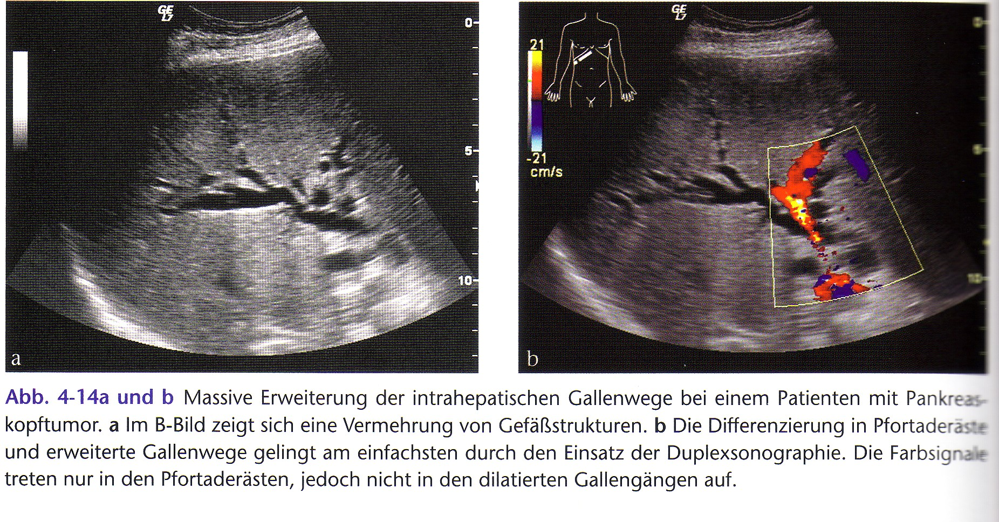 GE
L7
0
5
10
a
GE
L7
21
-21
cm/s
0
5
10
b
Abb. 4-14a und b Massive Erweiterung der intrahepatischen Gallenwege bei einem Patienten mit Pankreas-
kopftumor. a Im B-Bild zeigt sich eine Vermehrung von Gefäßstrukturen. b Die Differenzierung in Pfortaderäste
und erweiterte Gallenwege gelingt am einfachsten durch den Einsatz der Duplexsonographie. Die Farbsignale
treten nur in den Pfortaderästen, jedoch nicht in den dilatierten Gallengängen auf.